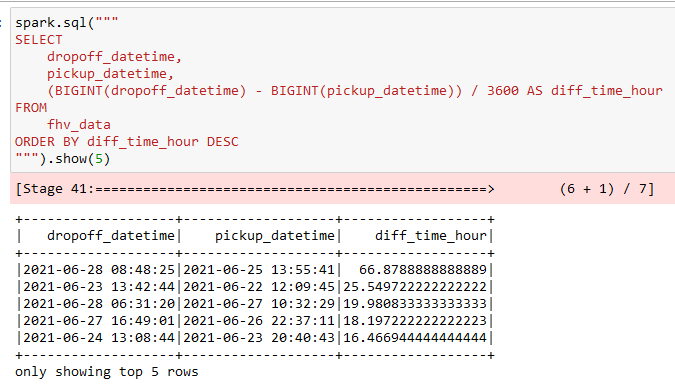 :
spark.sql("""
SELECT
    dropoff_datetime,
    pickup_datetime,
    (BIGINT(dropoff_datetime) - BIGINT(pickup_datetime)) / 3600 AS diff_time_hour
FROM
    fhv_data
ORDER BY diff_time_hour DESC
""").show(5)
[Stage 41:=================================================>       (6 + 1) / 7]
+-------------------+-------------------+------------------+
|   dropoff_datetime|    pickup_datetime|    diff_time_hour|
+-------------------+-------------------+------------------+
|2021-06-28 08:48:25|2021-06-25 13:55:41|  66.8788888888889|
|2021-06-23 13:42:44|2021-06-22 12:09:45|25.549722222222222|
|2021-06-28 06:31:20|2021-06-27 10:32:29|19.980833333333333|
|2021-06-27 16:49:01|2021-06-26 22:37:11|18.197222222222223|
|2021-06-24 13:08:44|2021-06-23 20:40:43|16.466944444444444|
+-------------------+-------------------+------------------+
only showing top 5 rows